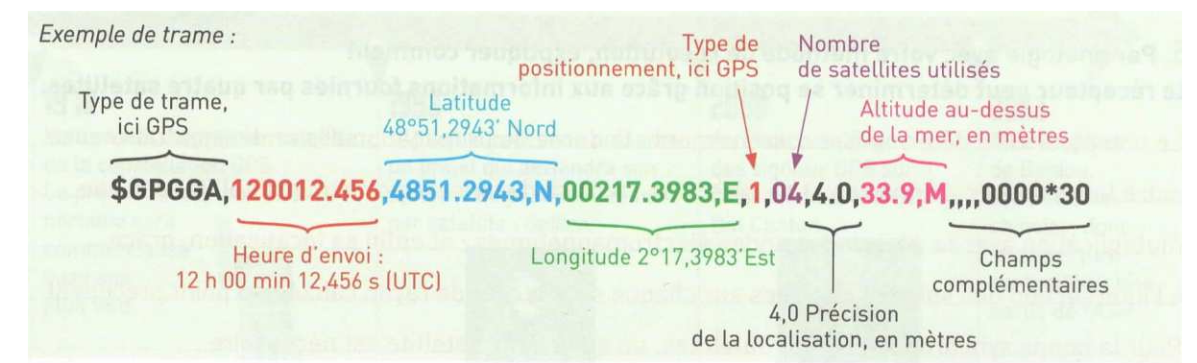 Exemple de trame :
Type de
positionnement, ici GPS
Nombre
de satellites utilisés
Type de trame,
ici GPS
Latitude
48°51,2943' Nord
Altitude au-dessus
de la mer, en mètres
$GPGGA,120012.456,4851.2943,N,00217.3983,E,1,04,4.0,33.9,M,,,,0000*30
Heure d'envoi :
12 h 00 min 12,456 s (UTC)
Longitude 2°17,3983'Est
4,0 Précision
de la localisation, en mètres
Champs
complémentaires